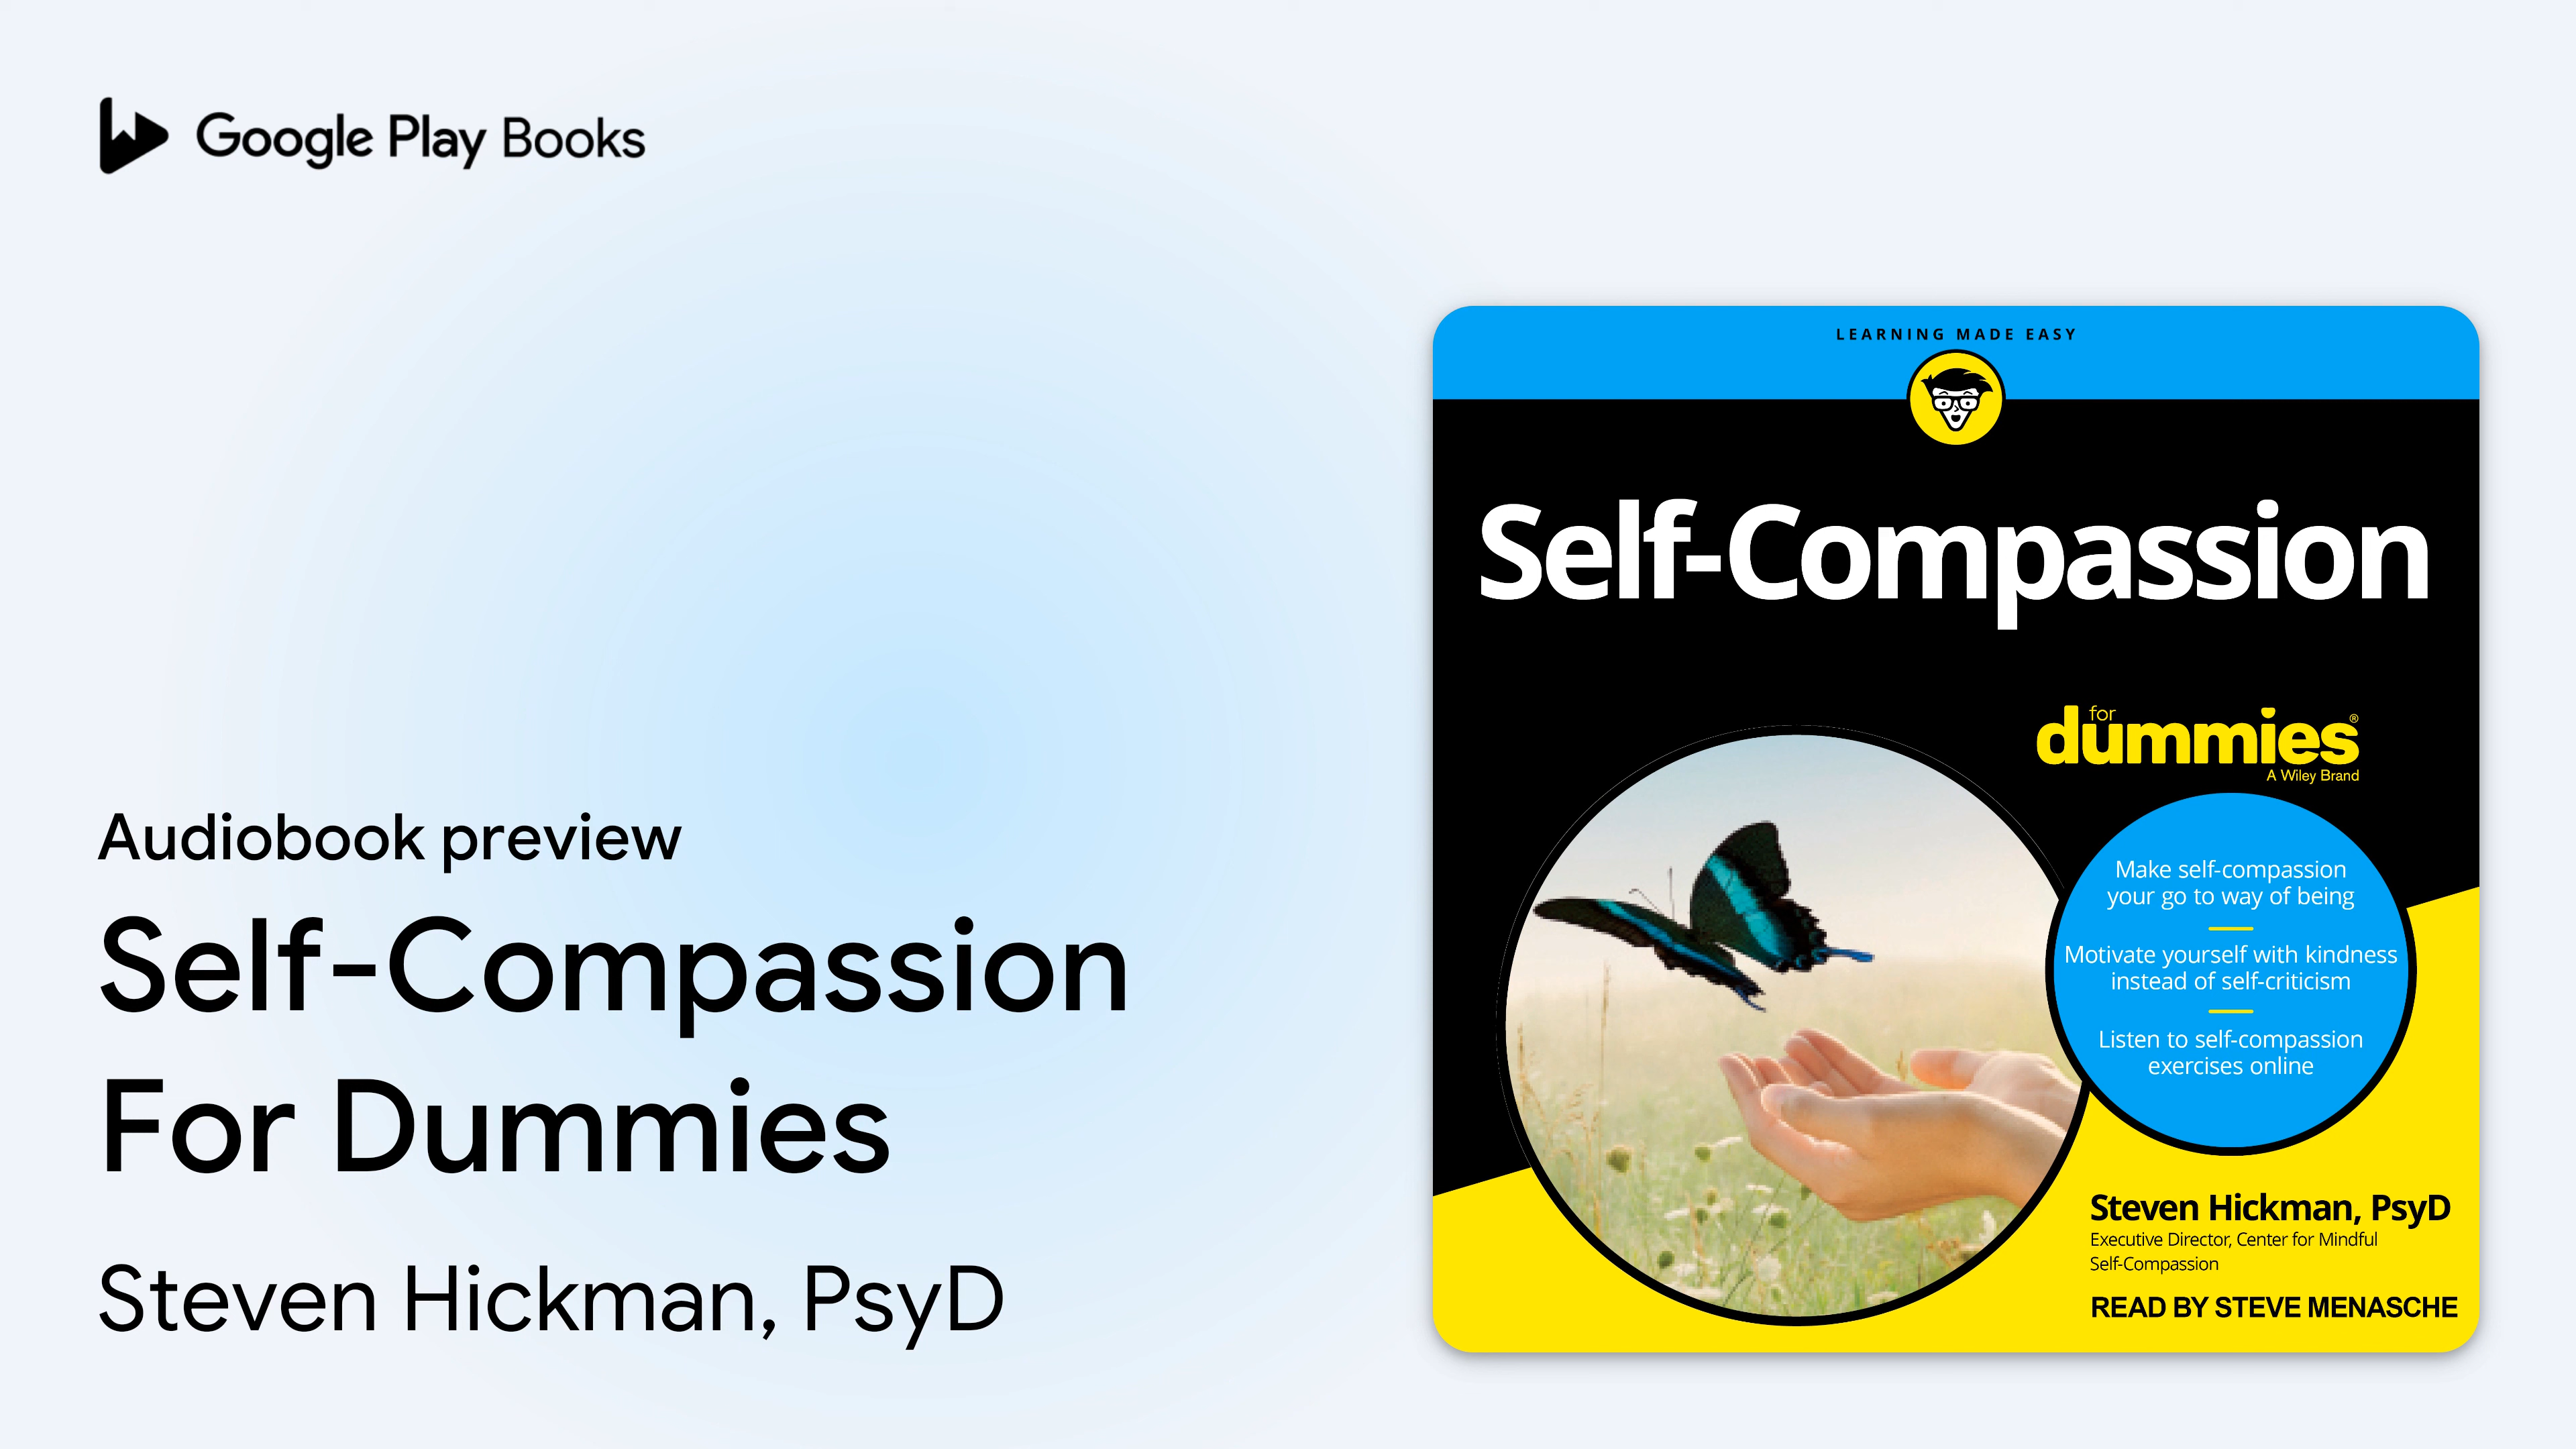 Google Play Books
Audiobook preview
Self-Compassion
For Dummies
Steven Hickman, PsyD
LEARNING MADE EASY
Self-Compassion
for
dummies®
A Wiley Brand
Make self-compassion
your go to way of being
Motivate yourself with kindness
instead of self-criticism
Listen to self-compassion
exercises online
Steven Hickman, PsyD
Executive Director, Center for Mindful
Self-Compassion
READ BY STEVE MENASCHE